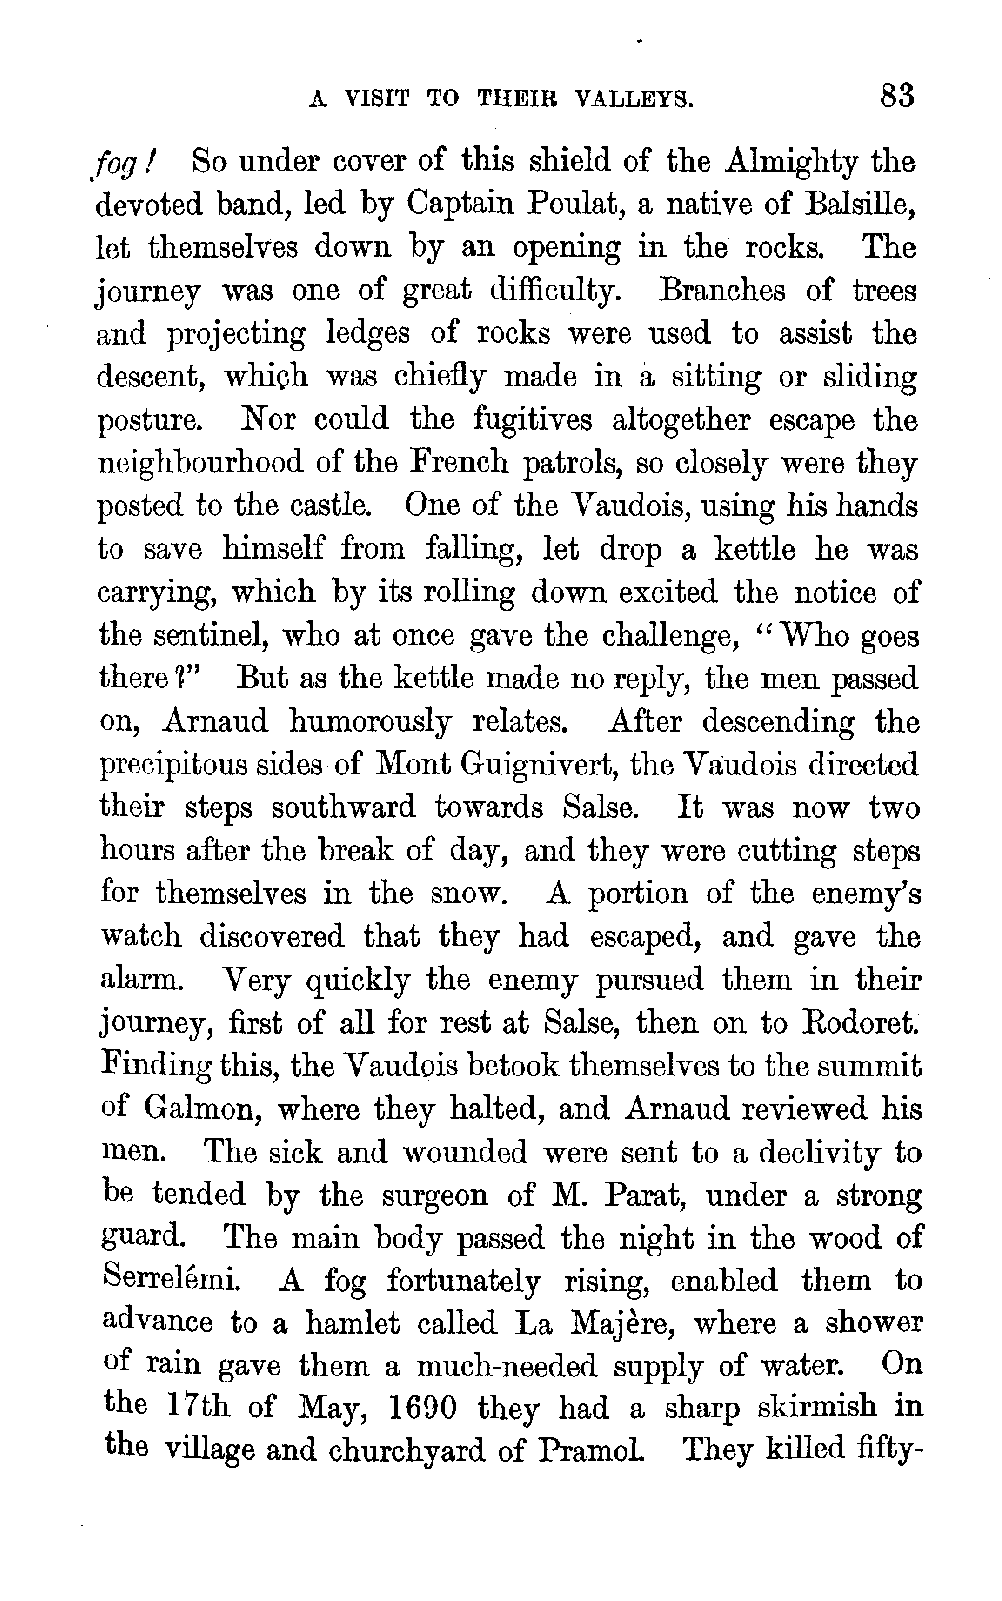 A VISIT TO THEIR VALLEYS. 83
fog! So under cover of this shield of the Almighty the
devoted band, led by Captain Poulat, a native of Balsille,
let themselves down by an opening in the rocks. The
journey was one of great difficulty. Branches of trees
and projecting ledges of rocks were used to assist the
descent, which was chiefly made in a sitting or sliding
posture. Nor could the fugitives altogether escape the
neighbourhood of the French patrols, so closely were they
posted to the castle. One of the Vaudois, using his hands
to save himself from falling, let drop a kettle he was
carrying, which by its rolling down excited the notice of
the sentinel, who at once gave the challenge, “Who goes
there?” But as the kettle made no reply, the men passed
on, Arnaud humorously relates. After descending the
precipitous sides of Mont Guignivert, the Vaudois directed
their steps southward towards Salse. It was now two
hours after the break of day, and they were cutting steps
for themselves in the snow. A portion of the enemy's
watch discovered that they had escaped, and gave the
alarm. Very quickly the enemy pursued them in their
journey, first of all for rest at Salse, then on to Rodoret.
Finding this, the Vaudois betook themselves to the summit
of Galmon, where they halted, and Arnaud reviewed his
men. The sick and wounded were sent to a declivity to
be tended by the surgeon of M. Parat, under a strong
guard. The main body passed the night in the wood of
Serrelémi. A fog fortunately rising, enabled them to
advance to a hamlet called La Majère, where a shower
of rain gave them a much-needed supply of water. On
the 17th of May, 1690 they had a sharp skirmish in
the village and churchyard of Pramol. They killed fifty-